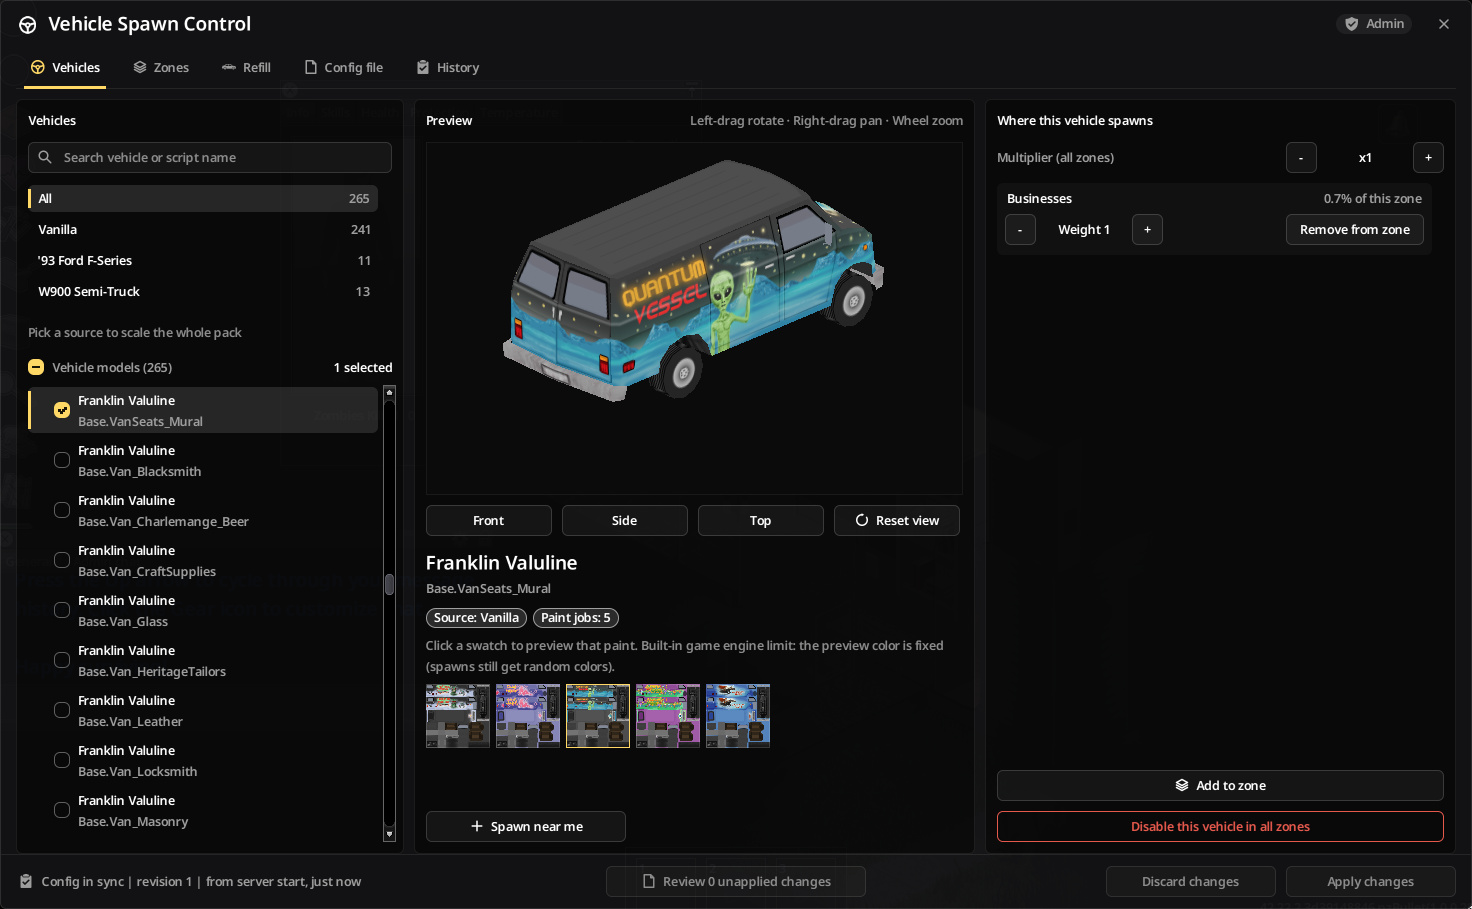 Vehicle Spawn Control
Admin
Vehicles
Zones
Refill
Config file
History
Vehicles
Search vehicle or script name
All 265
Vanilla 241
'93 Ford F-Series 11
W900 Semi-Truck 13
Pick a source to scale the whole pack
Vehicle models (265) 1 selected
Franklin Valuline
Base.VanSeats_Mural
Franklin Valuline
Base.Van_Blacksmith
Franklin Valuline
Base.Van_Charlemange_Beer
Franklin Valuline
Base.Van_CraftSupplies
Franklin Valuline
Base.Van_Glass
Franklin Valuline
Base.Van_HeritageTailors
Franklin Valuline
Base.Van_Leather
Franklin Valuline
Base.Van_Locksmith
Franklin Valuline
Base.Van_Masonry
Preview Left-drag rotate · Right-drag pan · Wheel zoom
QUANTUM
VESSEL
Front
Side
Top
Reset view
Franklin Valuline
Base.VanSeats_Mural
Source: Vanilla
Paint jobs: 5
Click a swatch to preview that paint. Built-in game engine limit: the preview color is fixed
(spawns still get random colors).
+ Spawn near me
Where this vehicle spawns
Multiplier (all zones) - x1 +
Businesses 0.7% of this zone
- Weight 1 + Remove from zone
Add to zone
Disable this vehicle in all zones
Config in sync | revision 1 | from server start, just now
Review 0 unapplied changes
Discard changes
Apply changes